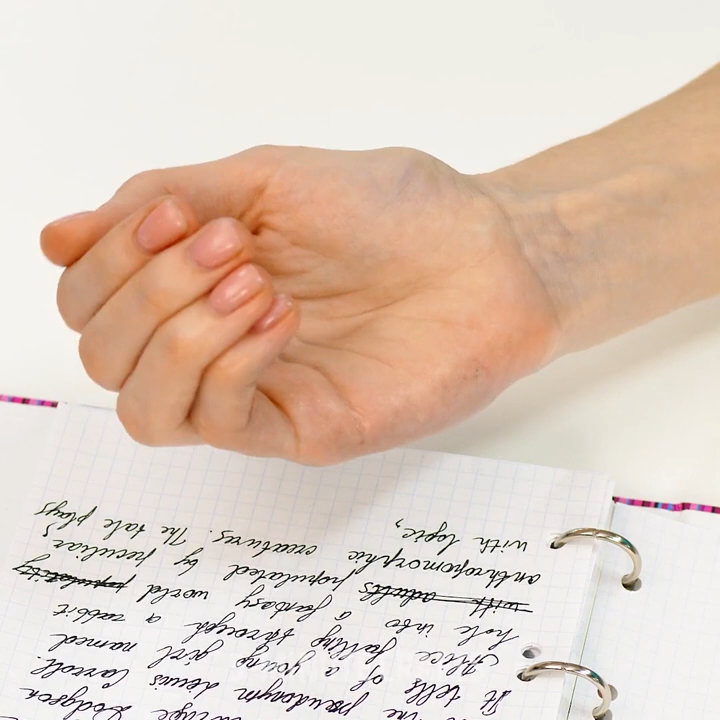 Dodgson
the pseudonym Lewis Carroll.
It tells of a young girl named
Alice falling through a rabbit
hole into a fantasy world
populated by peculiar
anthropomorphic creatures. The tale plays
with logic,